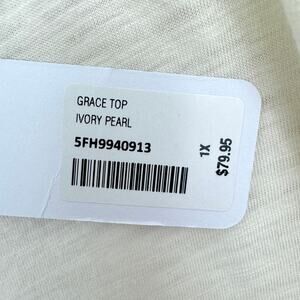 GRACE TOP
IVORY PEARL
5FH9940913
1X
$79.95